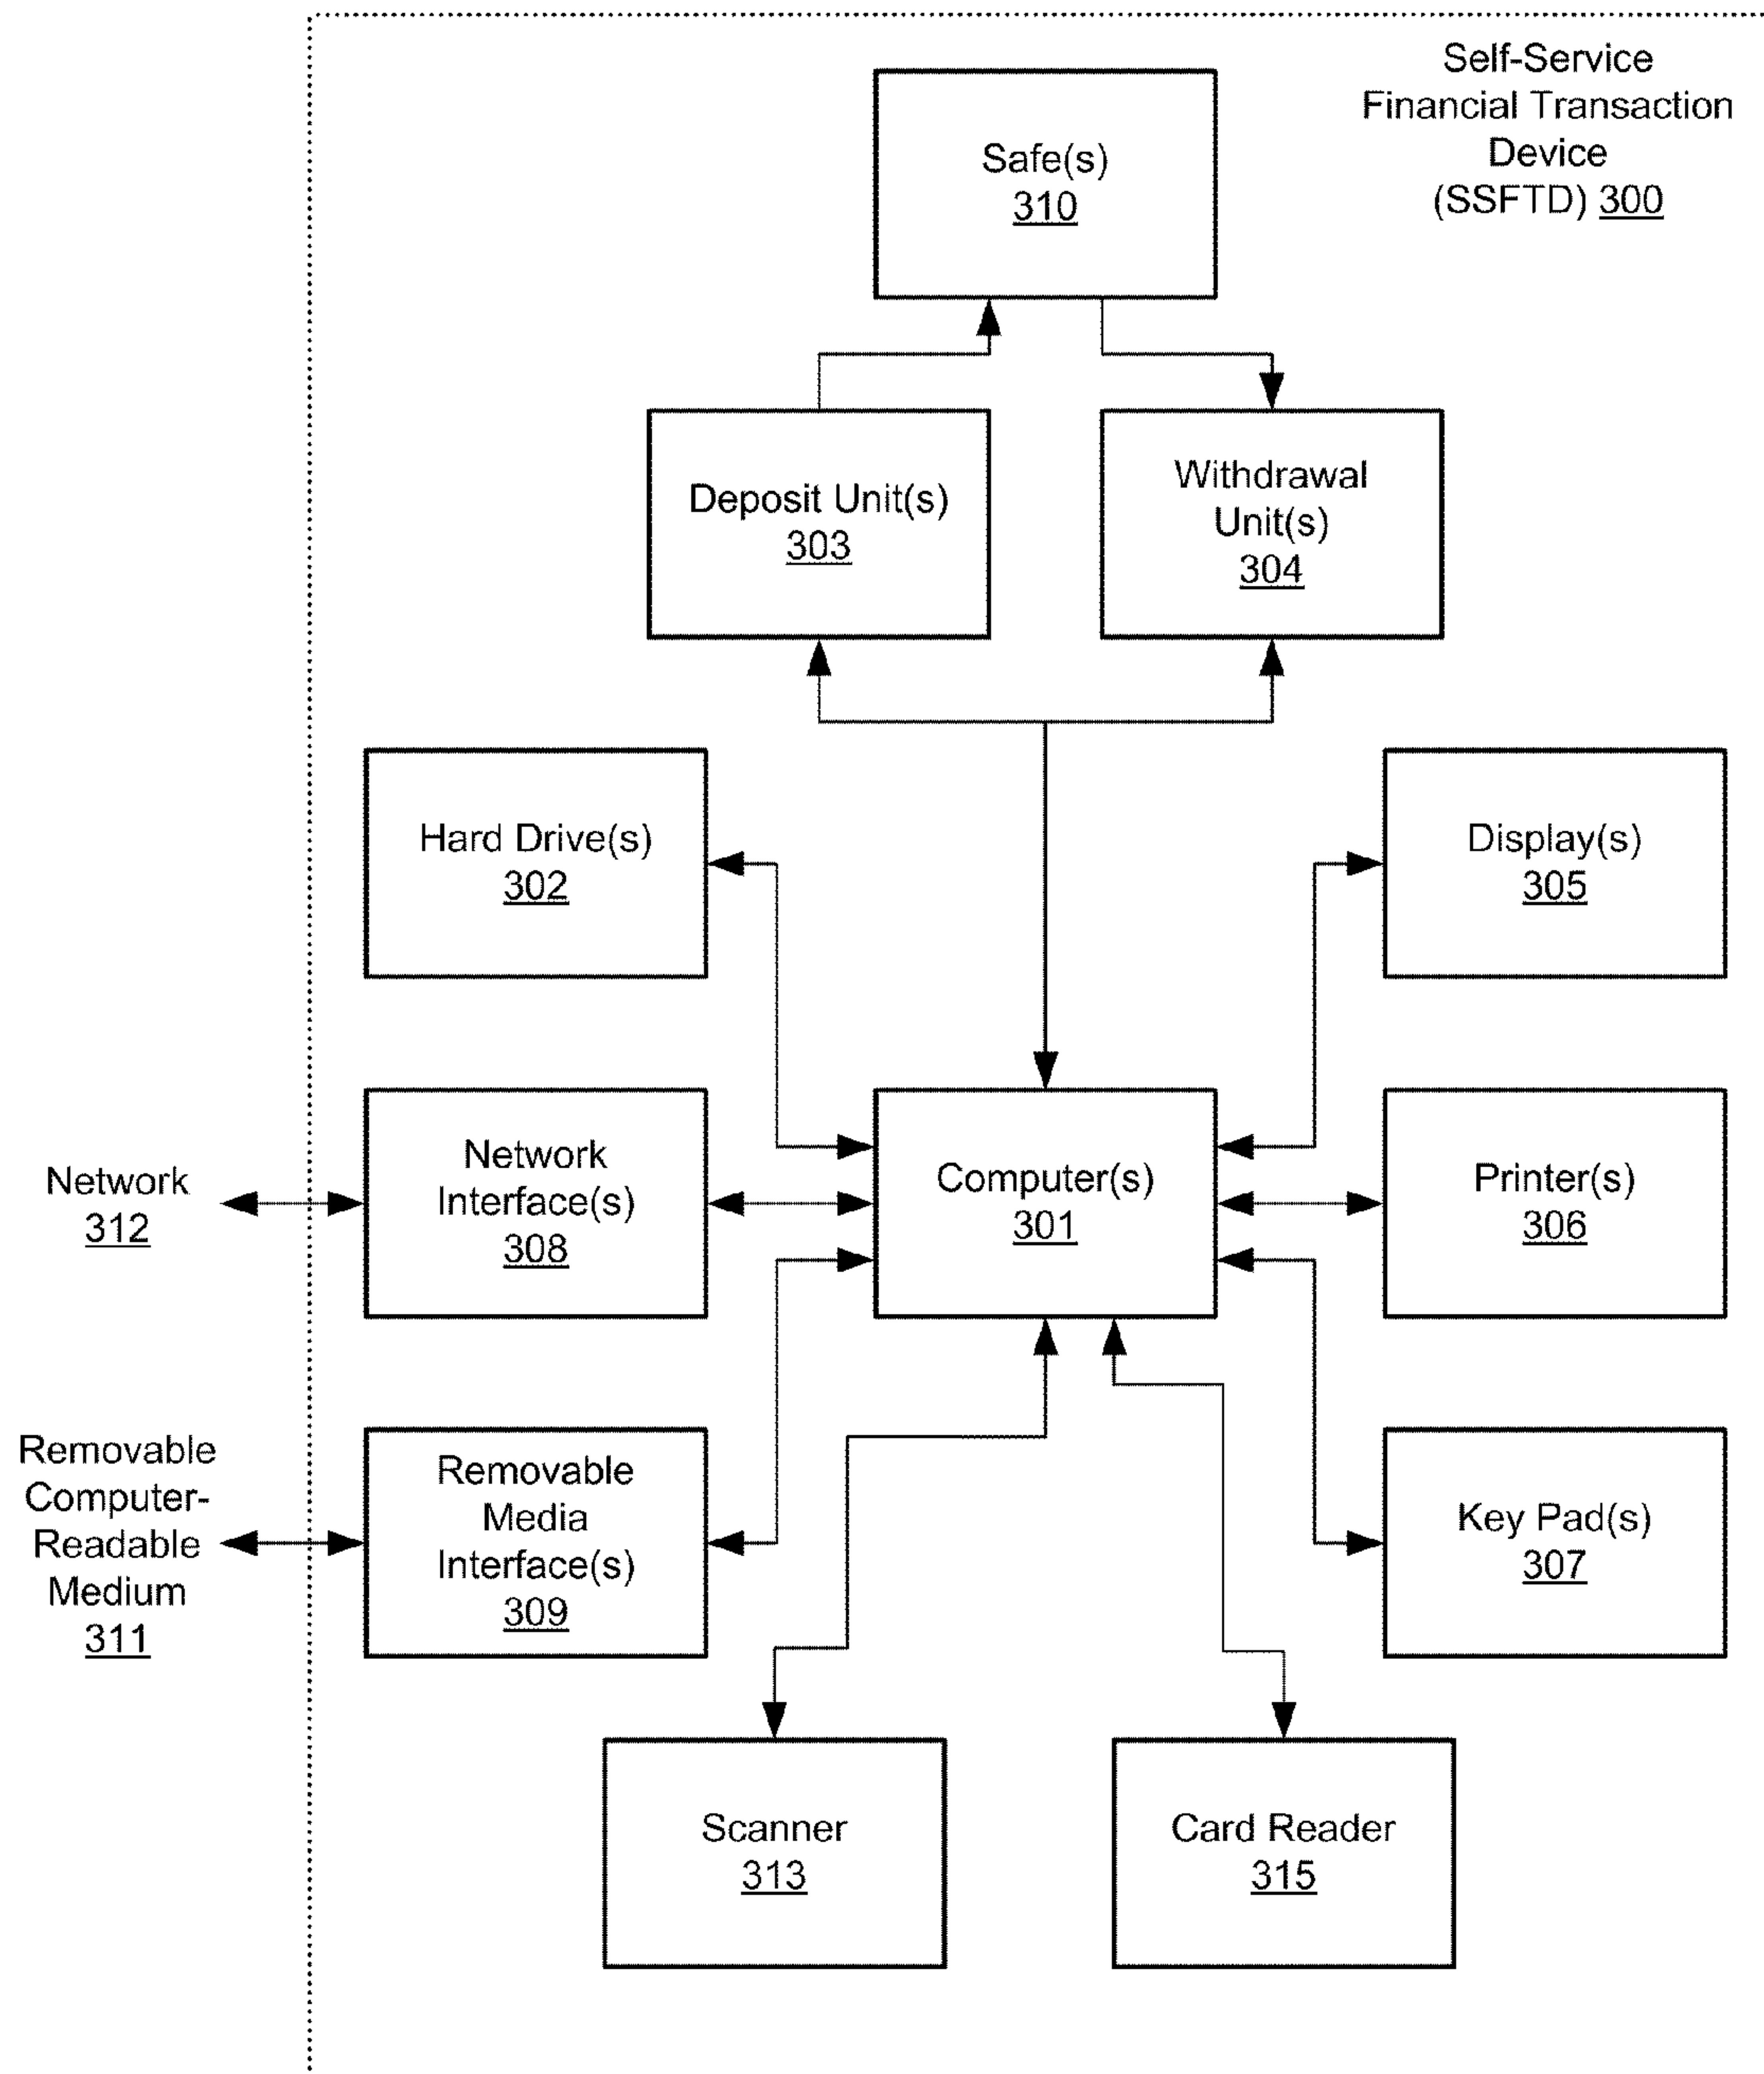 Self-Service
Financial Transaction
Device
(SSFTD) 300
Safe(s)
310
Deposit Unit(s)
303
Withdrawal
Unit(s)
304
Hard Drive(s)
302
Display(s)
305
Network
312
Network
Interface(s)
308
Computer(s)
301
Printer(s)
306
Removable
Computer-
Readable
Medium
311
Removable
Media
Interface(s)
309
Key Pad(s)
307
Scanner
313
Card Reader
315